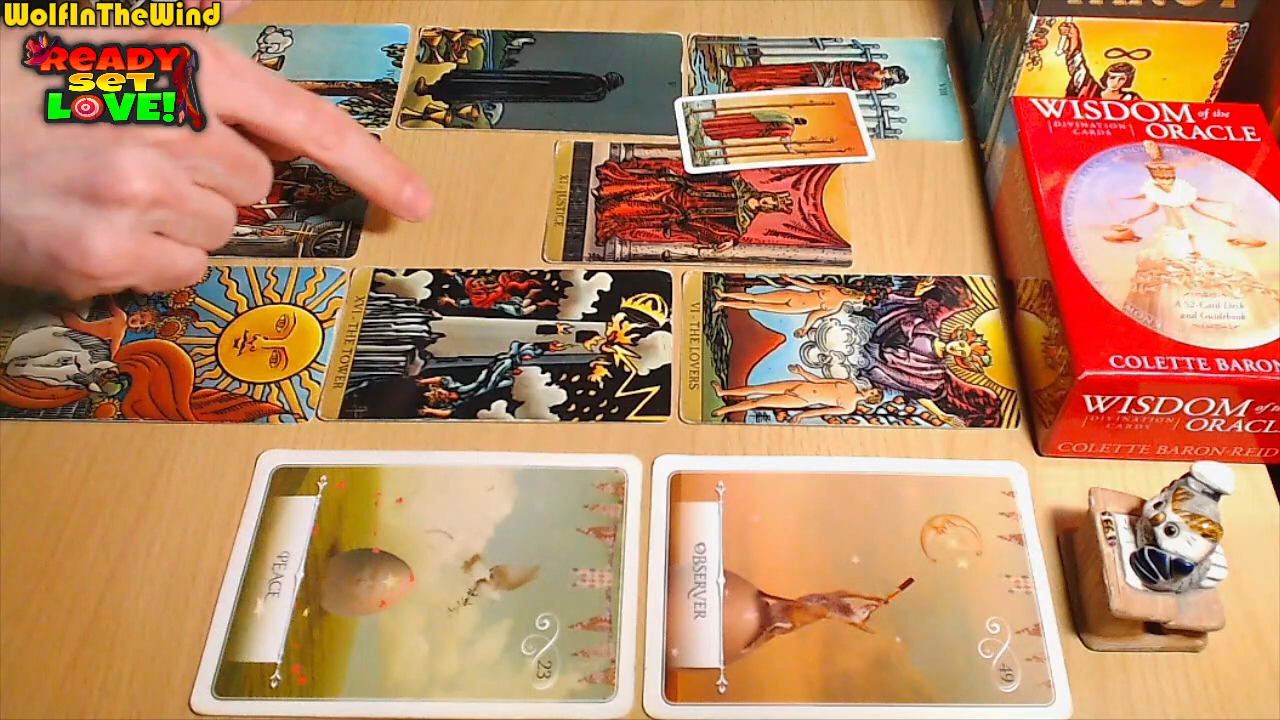 WolfInTheWind
READY
SET
LOVE!
TAROT
V
VIII
WISDOM of the
ORACLE
DIVINATION
CARDS
XI · JUSTICE
A 52-Card Deck
and Guidebook
COLETTE BARON
XVI · THE TOWER
VI · THE LOVERS
WISDOM of the
ORACLE
DIVINATION
CARDS
COLETTE BARON-REID
PEACE
23
OBSERVER
49